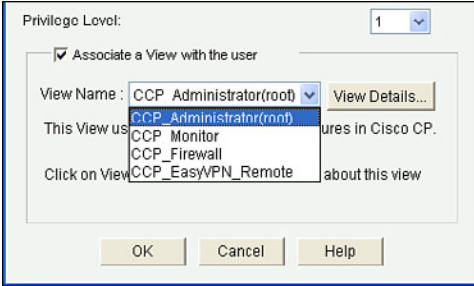 Privilege Level:
1
Associate a View with the user
View Name : CCP_Administrator(root) View Details...
CCP_Administrator(root)
This View us ures in Cisco CP.
CCP_Monitor
CCP_Firewall
Click on View about this view
CCP_EasyVPN_Remote
OK Cancel Help